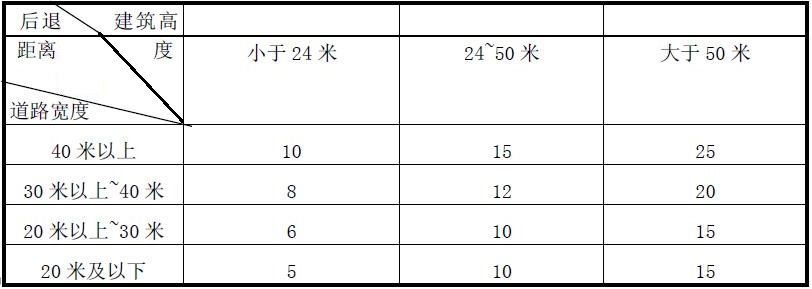 后退 建筑高
距离 度 小于 24 米 24~50 米 大于 50 米
道路宽度
40 米以上 10 15 25
30 米以上~40 米 8 12 20
20 米以上~30 米 6 10 15
20 米及以下 5 10 15